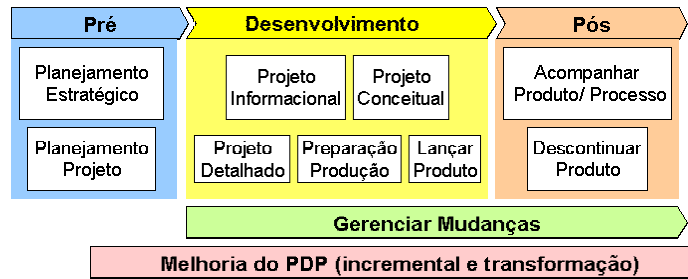 Pré
Desenvolvimento
Pós
Planejamento
Estratégico
Planejamento
Projeto
Projeto
Informacional
Projeto
Conceitual
Projeto
Detalhado
Preparação
Produção
Lançar
Produto
Acompanhar
Produto/ Processo
Descontinuar
Produto
Gerenciar Mudanças
Melhoria do PDP (incremental e transformação)